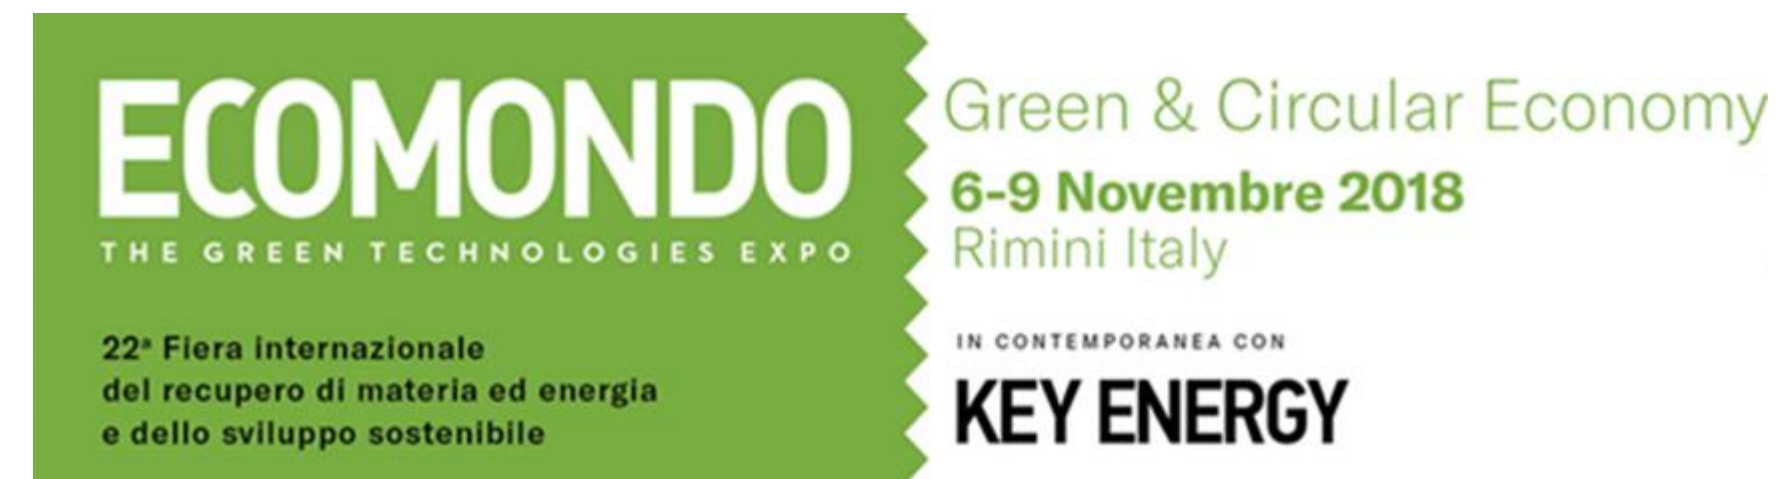 ECOMONDO
THE GREEN TECHNOLOGIES EXPO
22ª Fiera internazionale
del recupero di materia ed energia
e dello sviluppo sostenibile
Green & Circular Economy
6-9 Novembre 2018
Rimini Italy
IN CONTEMPORANEA CON
KEY ENERGY